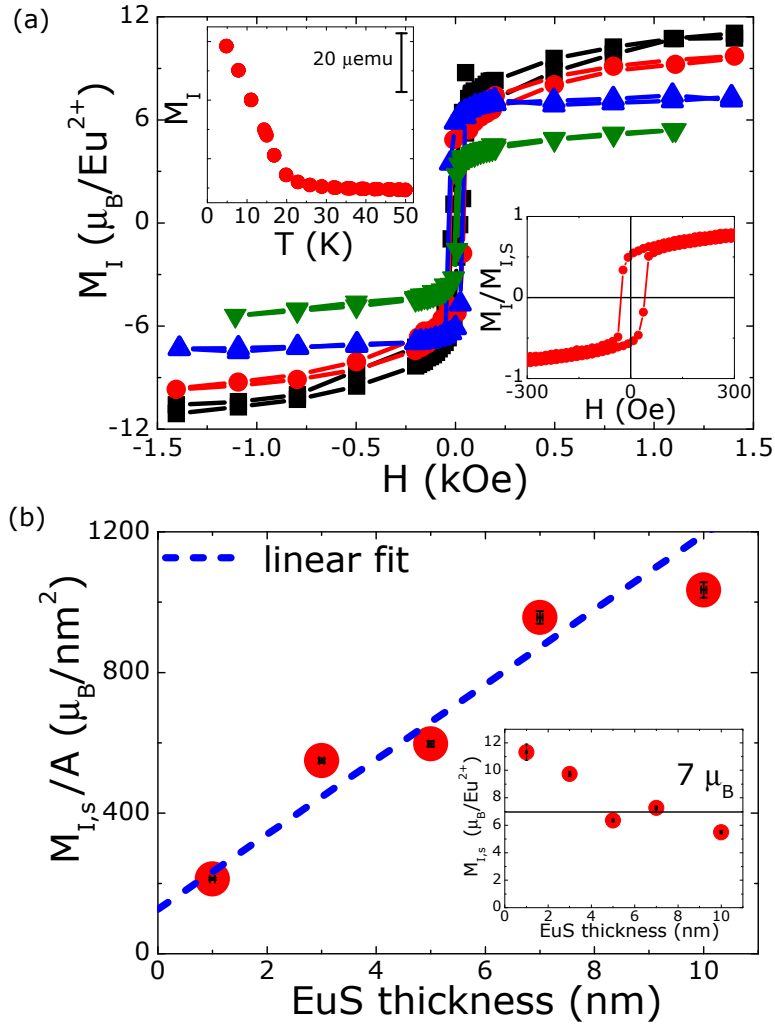 (a)
12
6
0
-6
-12
M_I (μ_B/Eu^2+)
-1.5 -1.0 -0.5 0.0 0.5 1.0 1.5
H (kOe)
M_I
20 μemu
0 10 20 30 40 50
T (K)
M_I/M_I,s
1
0
-1
-300 0 300
H (Oe)
(b)
1200
800
400
0
M_I,s/A (μ_B/nm^2)
linear fit
0 2 4 6 8 10
EuS thickness (nm)
M_I,s (μ_B/Eu^2+)
12
10
8
6
4
2
0
7 μ_B
0 2 4 6 8 10
EuS thickness (nm)